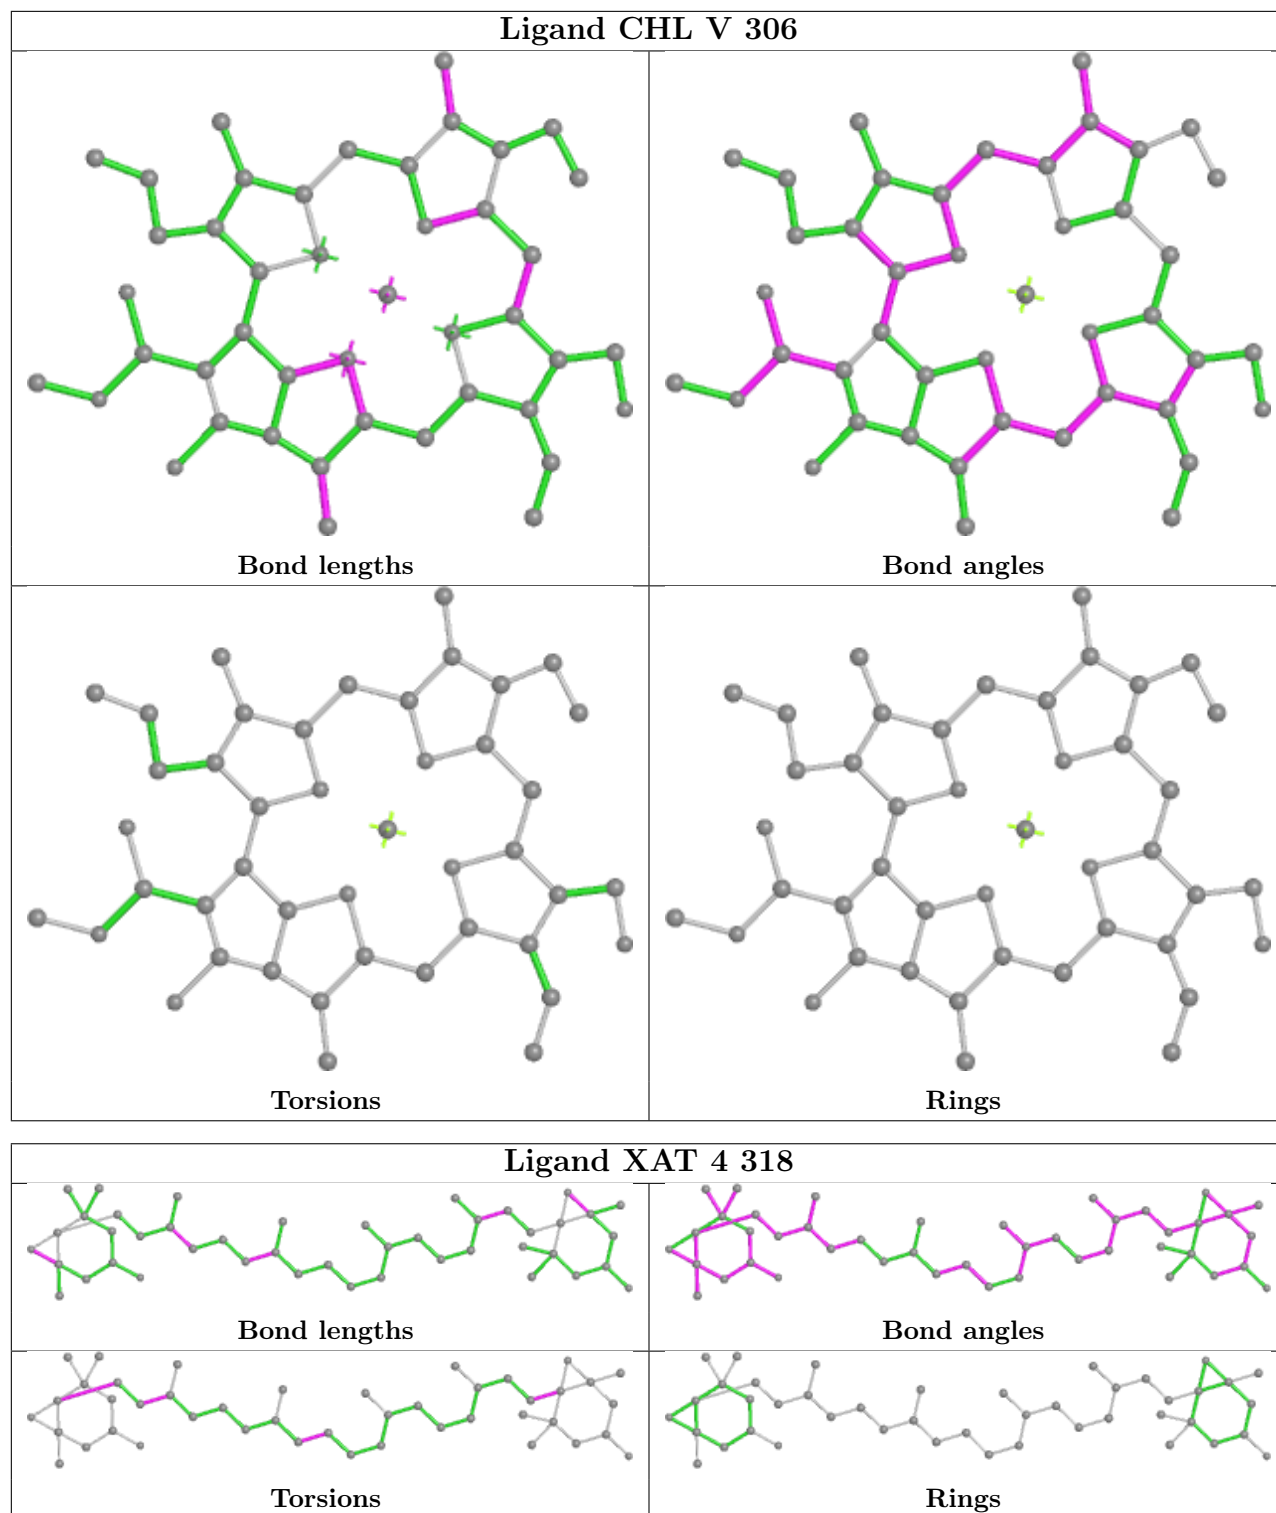 Ligand CHL V 306
Bond lengths
Bond angles
Torsions
Rings
Ligand XAT 4 318
Bond lengths
Bond angles
Torsions
Rings